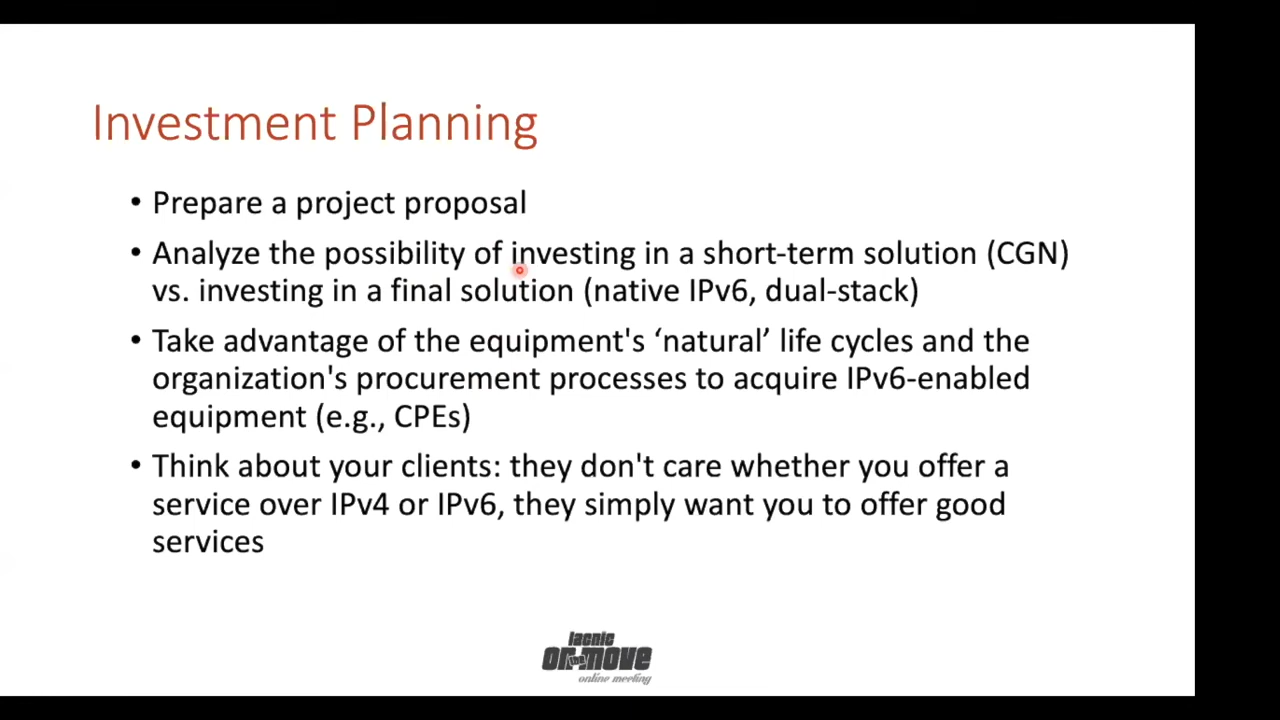 Investment Planning
• Prepare a project proposal
• Analyze the possibility of investing in a short-term solution (CGN)
vs. investing in a final solution (native IPv6, dual-stack)
• Take advantage of the equipment's ‘natural’ life cycles and the
organization's procurement processes to acquire IPv6-enabled
equipment (e.g., CPEs)
• Think about your clients: they don't care whether you offer a
service over IPv4 or IPv6, they simply want you to offer good
services
lacnic
on the move
online meeting